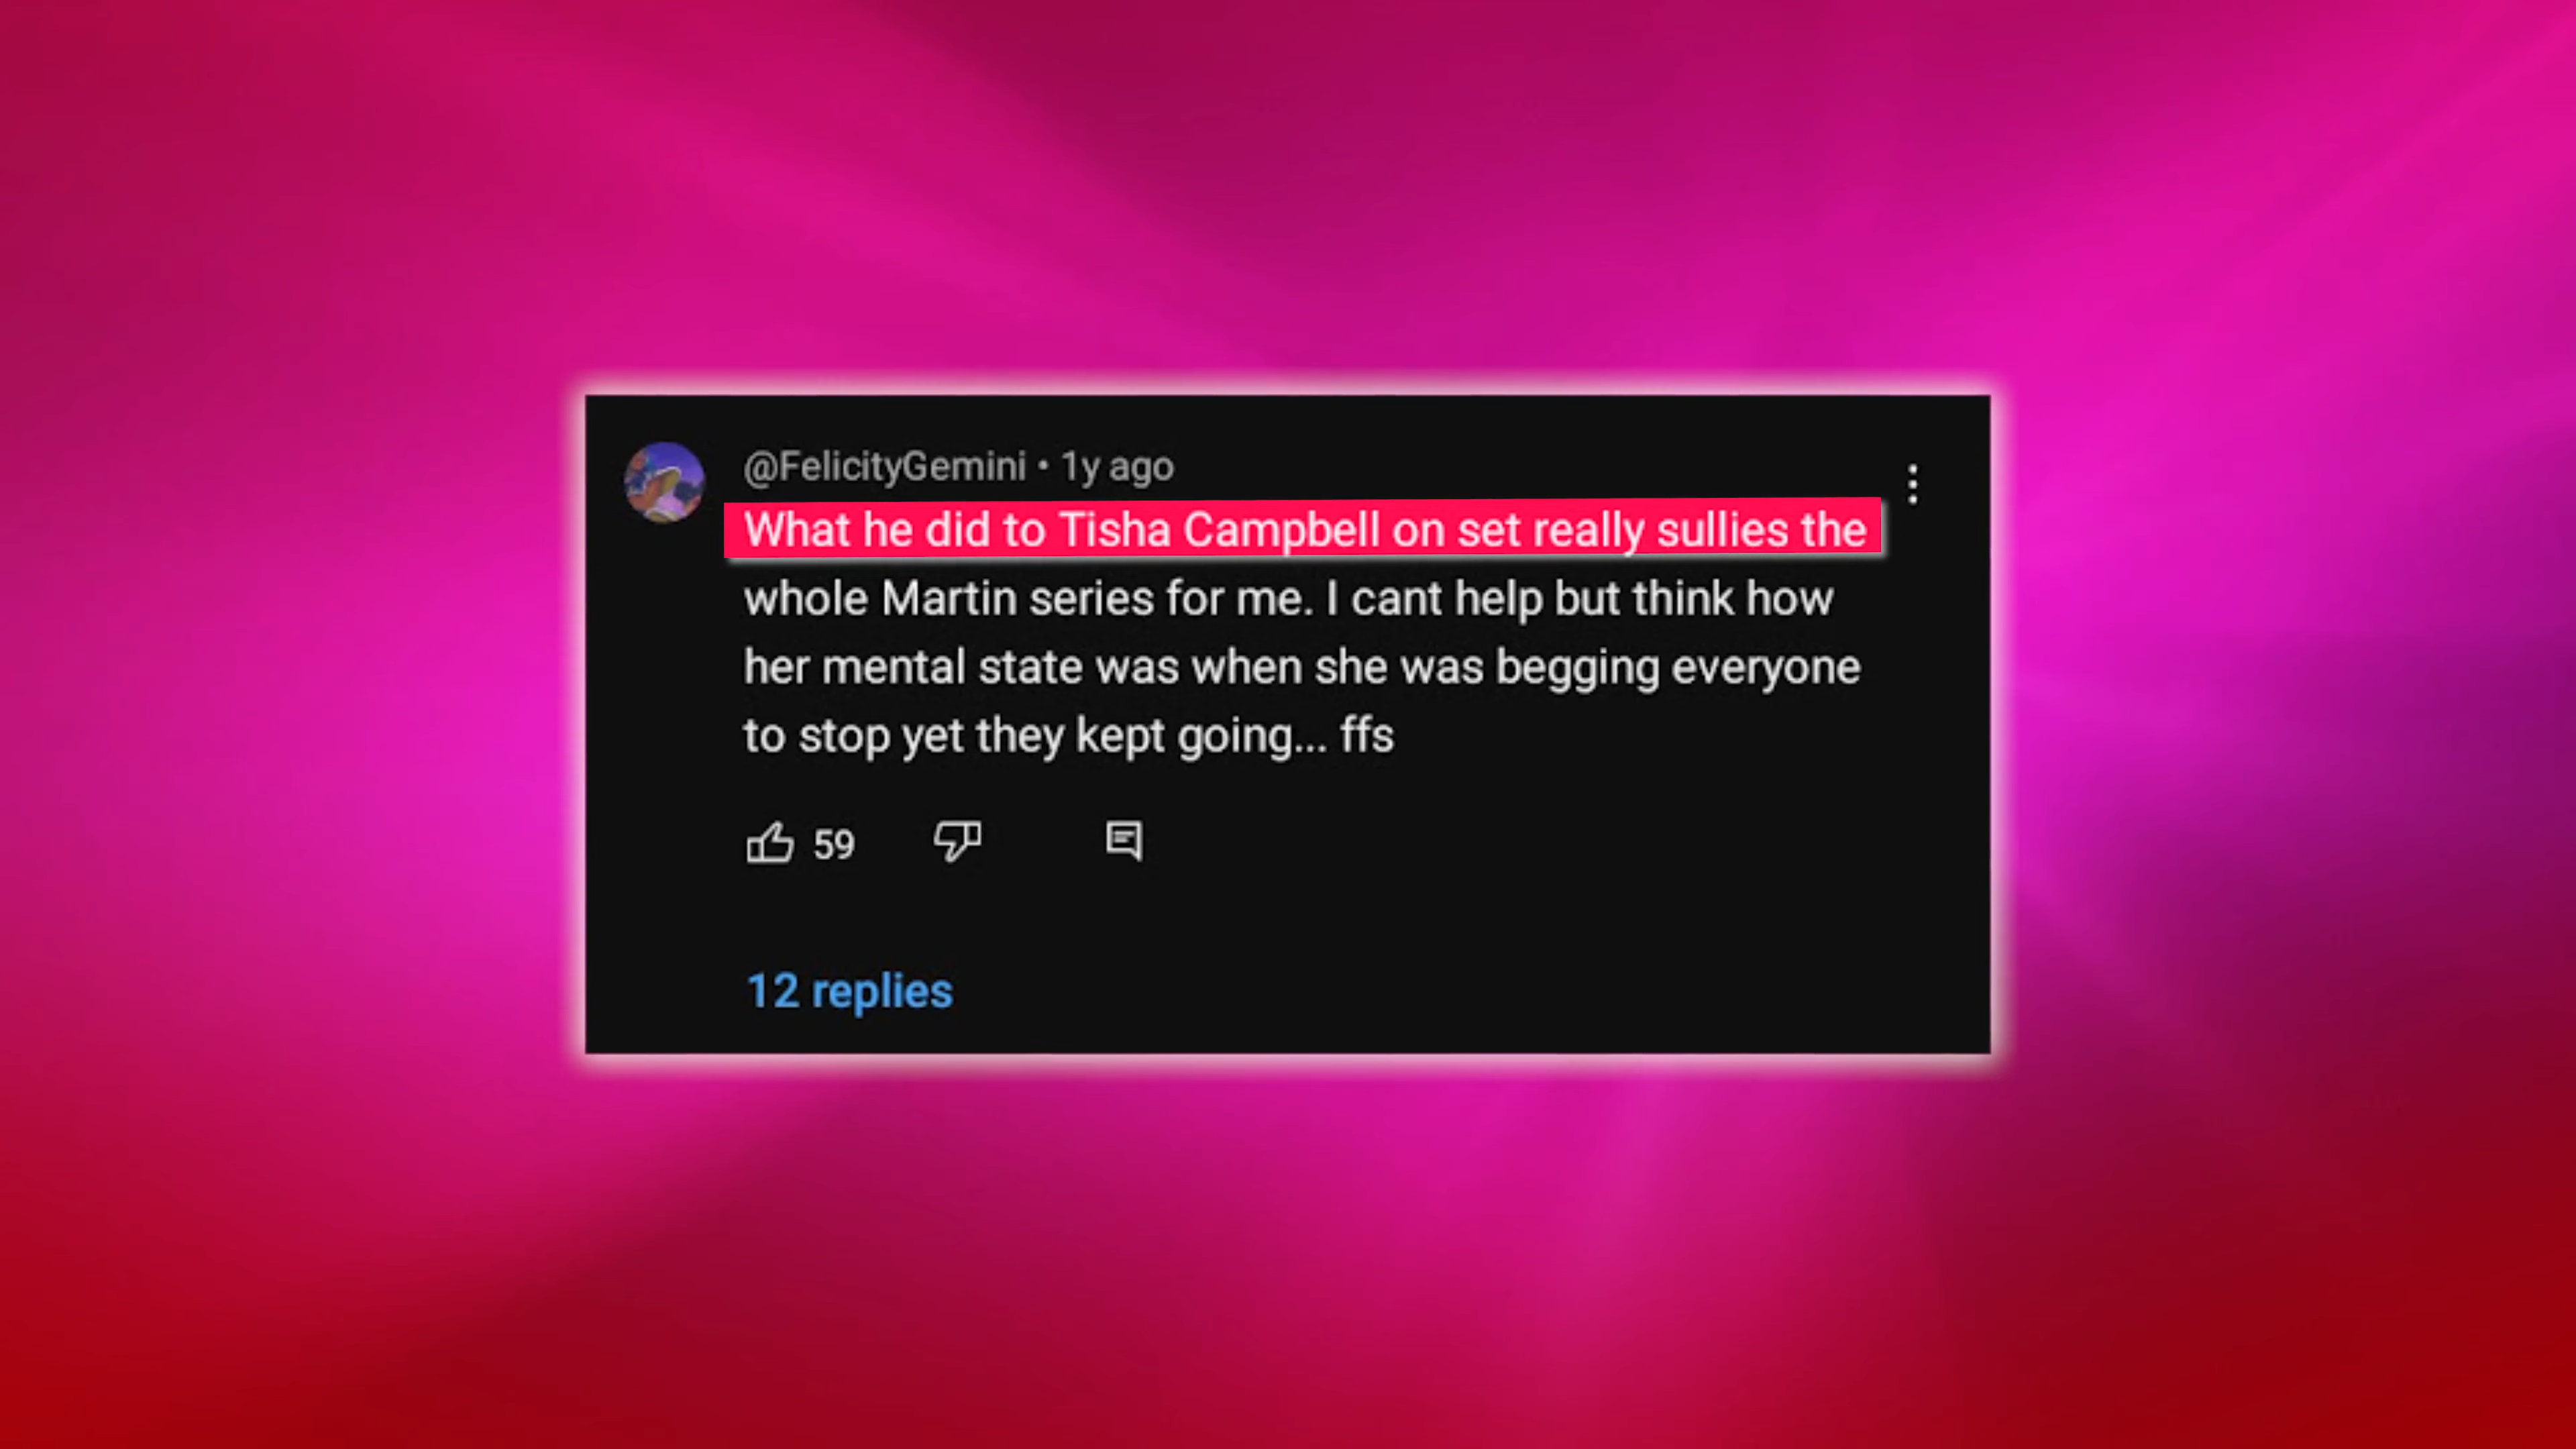 @FelicityGemini • 1y ago
What he did to Tisha Campbell on set really sullies the
whole Martin series for me. I cant help but think how
her mental state was when she was begging everyone
to stop yet they kept going... ffs
59
12 replies